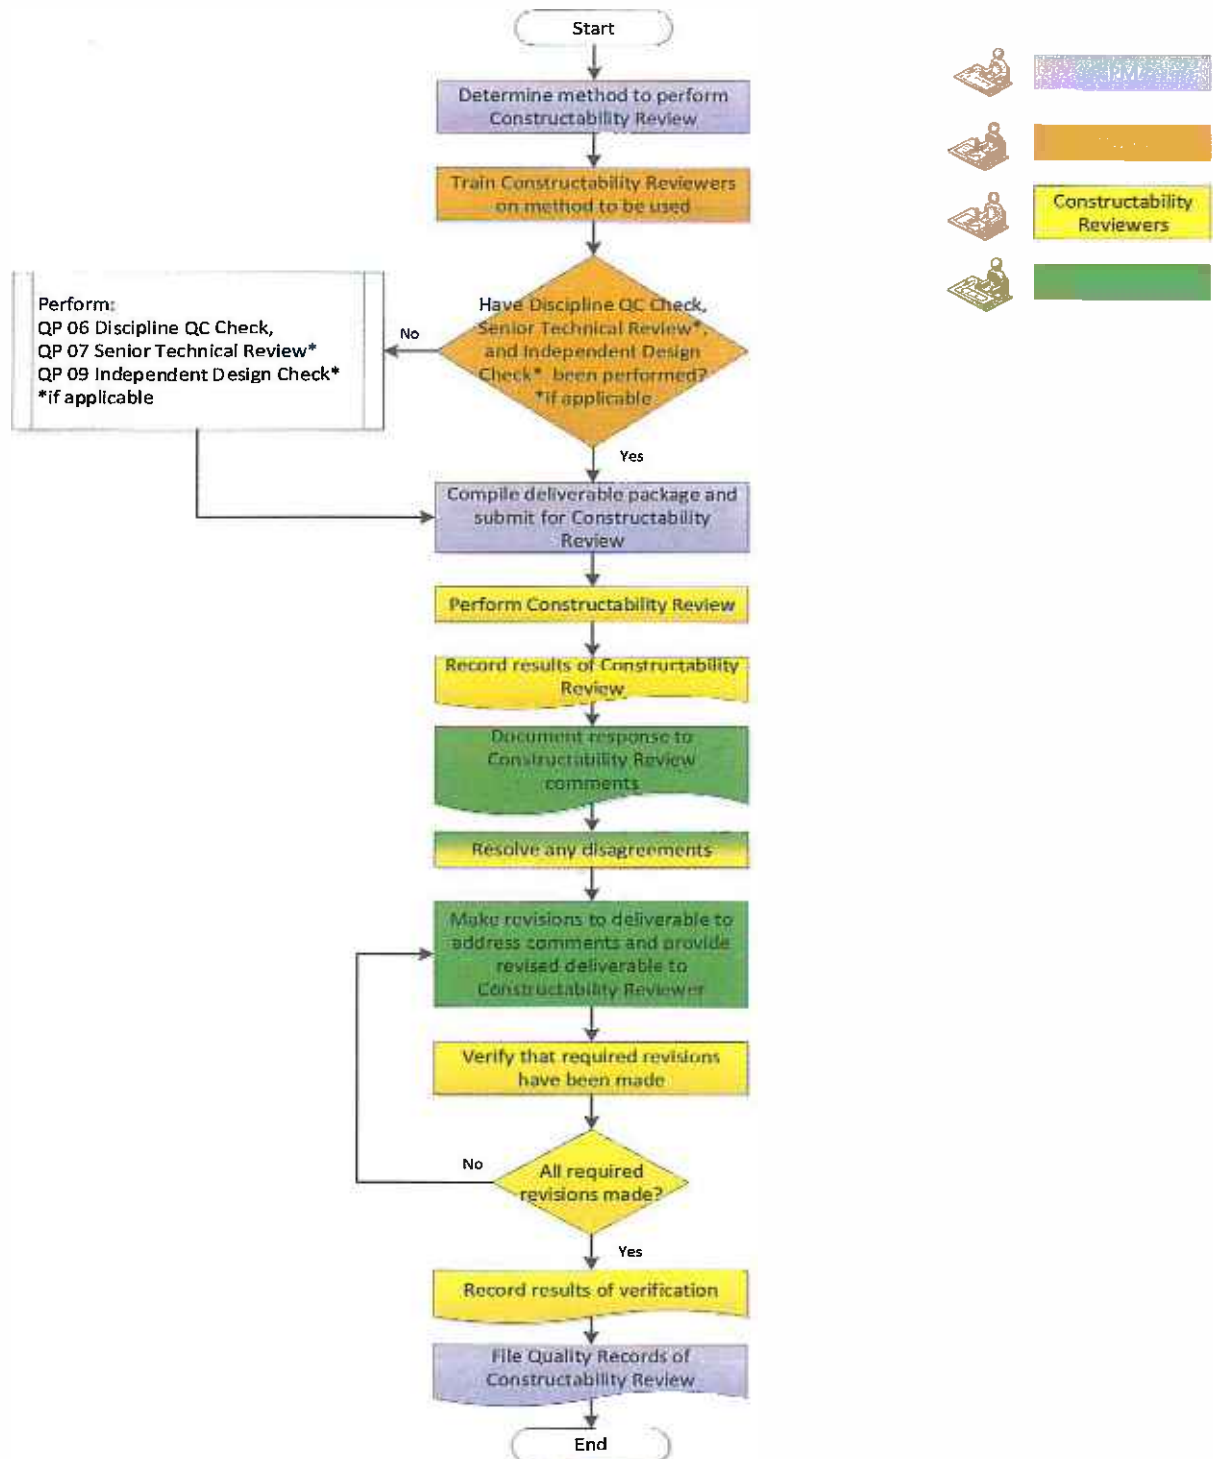 Start
Determine method to perform
Constructability Review
Train Constructability Reviewers
on method to be used
Have Discipline QC Check,
Senior Technical Review*,
and Independent Design
Check* been performed?
*if applicable
No
Perform:
QP 06 Discipline QC Check,
QP 07 Senior Technical Review*
QP 09 Independent Design Check*
*if applicable
Yes
Compile deliverable package and
submit for Constructability
Review
Perform Constructability Review
Record results of Constructability
Review
Document response to
Constructability Review
comments
Resolve any disagreements
Make revisions to deliverable to
address comments and provide
revised deliverable to
Constructability Reviewer
Verify that required revisions
have been made
All required
revisions made?
No
Yes
Record results of verification
File Quality Records of
Constructability Review
End
Constructability
Reviewers